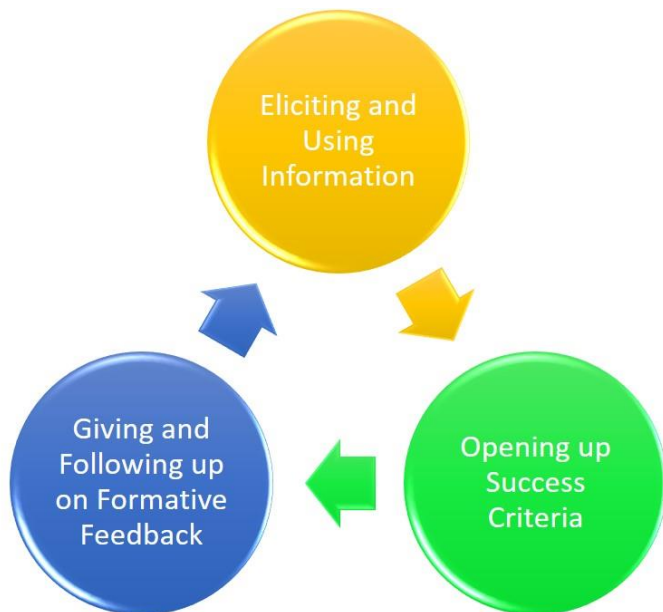 Eliciting and
Using
Information
Opening up
Success
Criteria
Giving and
Following up
on Formative
Feedback